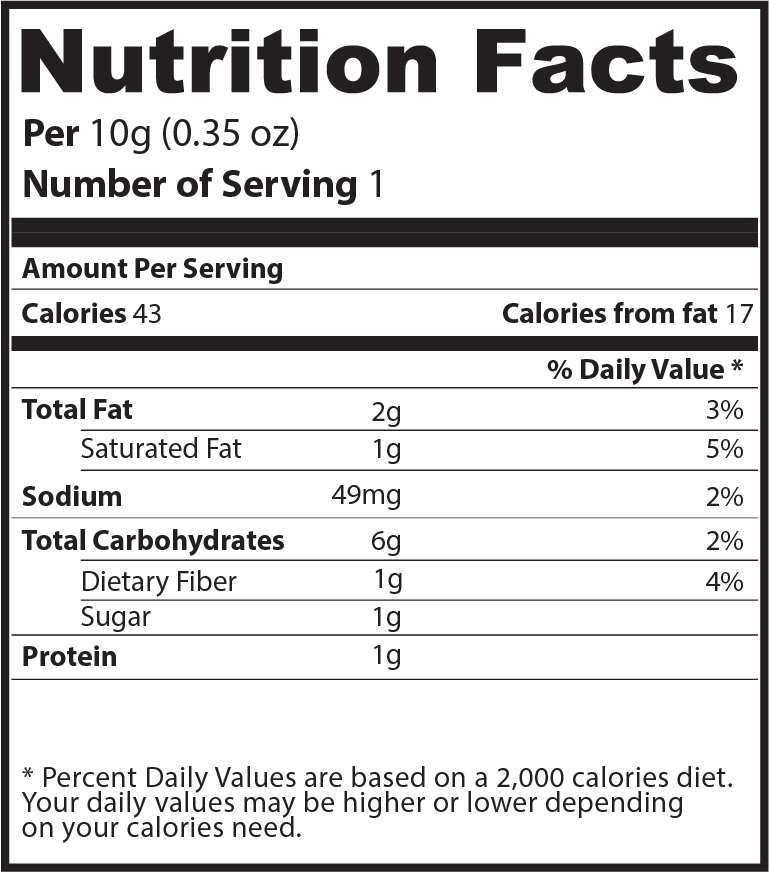 Nutrition Facts
Per 10g (0.35 oz)
Number of Serving 1
Amount Per Serving
Calories 43 Calories from fat 17
% Daily Value *
Total Fat 2g 3%
Saturated Fat 1g 5%
Sodium 49mg 2%
Total Carbohydrates 6g 2%
Dietary Fiber 1g 4%
Sugar 1g
Protein 1g
* Percent Daily Values are based on a 2,000 calories diet.
Your daily values may be higher or lower depending
on your calories need.